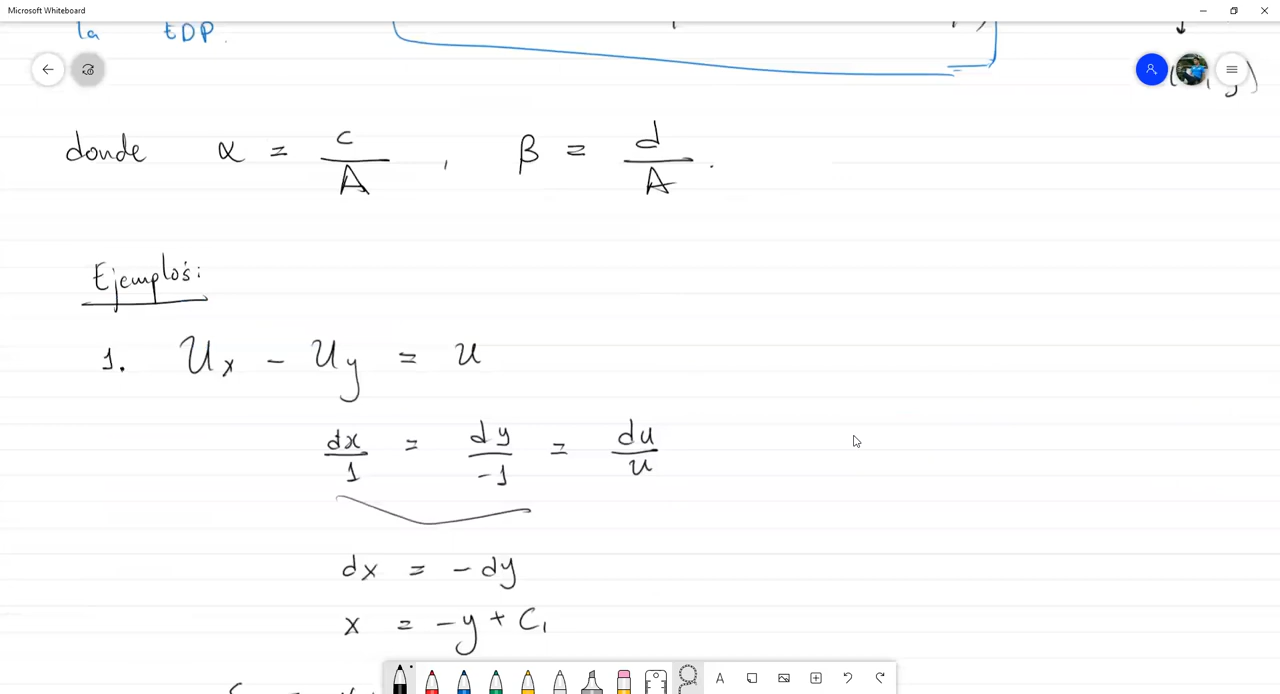 Microsoft Whiteboard
la EDP.
donde α = c/A , β = d/A .
Ejemplos:
1. Ux - Uy = u
dx/1 = dy/-1 = du/u
dx = - dy
x = - y + C₁
A